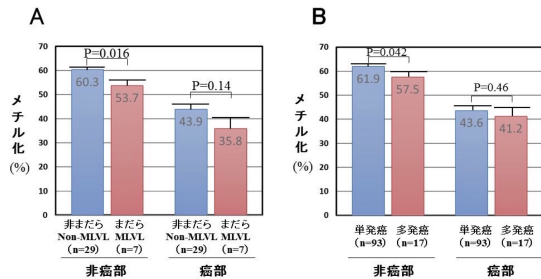 A
P=0.016
P=0.14
メチル化
(%)
70
60
50
40
30
20
10
0
60.3
53.7
43.9
35.8
非まだら まだら 非まだら まだら
Non-MLVL MLVL Non-MLVL MLVL
(n=29) (n=7) (n=29) (n=7)
非癌部 癌部
B
P=0.042
P=0.46
メチル化
(%)
70
60
50
40
30
20
10
0
61.9
57.5
43.6
41.2
単発癌 多発癌 単発癌 多発癌
(n=93) (n=17) (n=93) (n=17)
非癌部 癌部